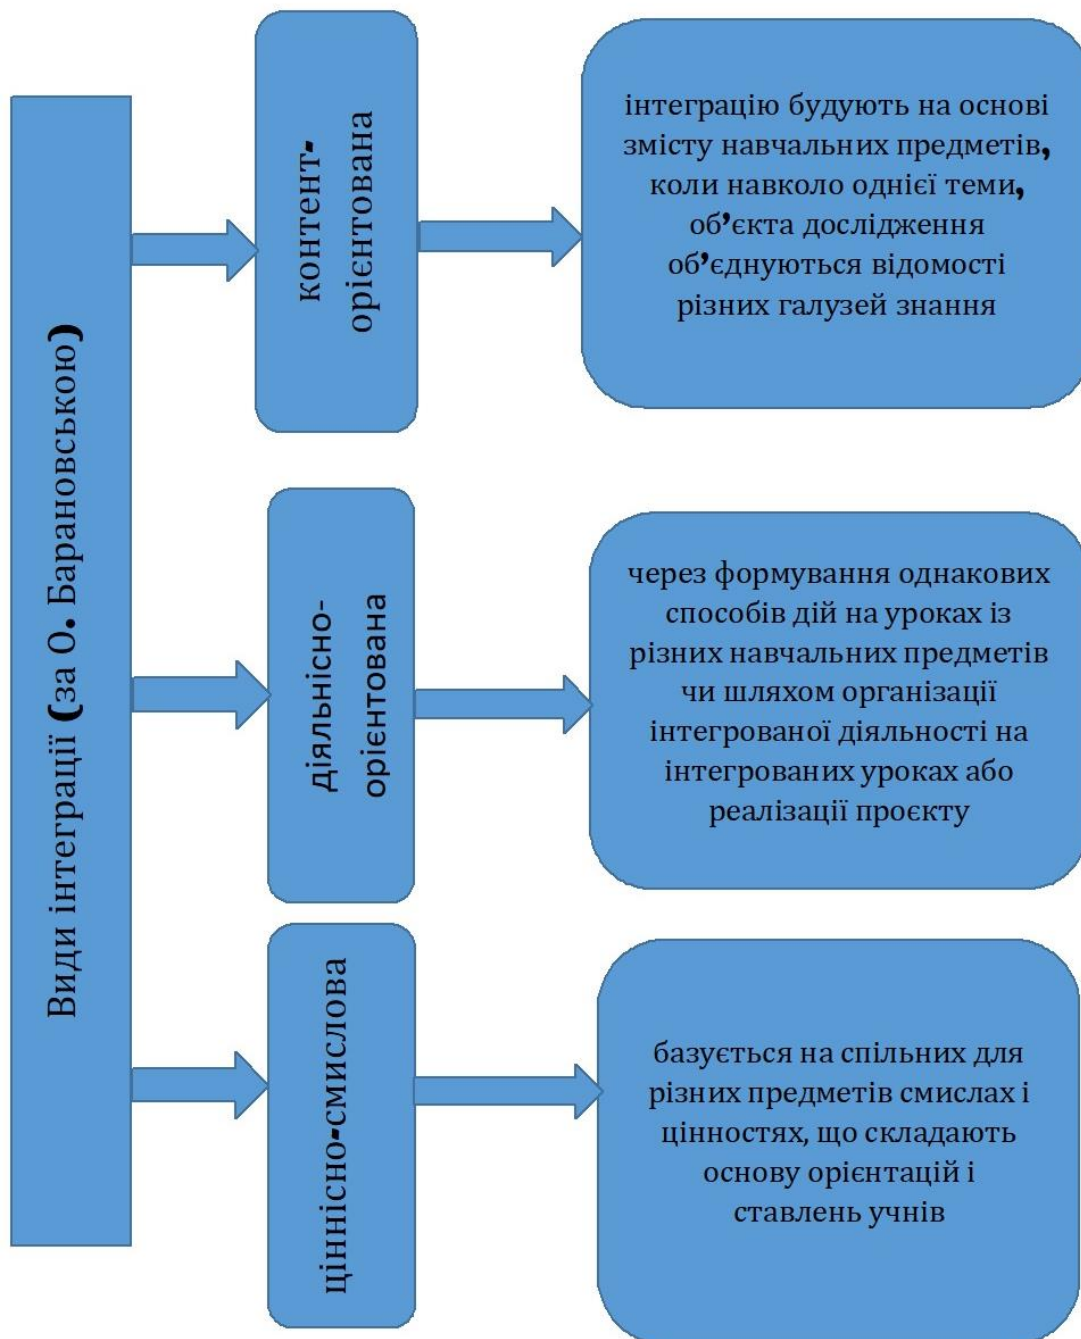 Види інтеграції (за О. Барановською)
контент-
орієнтована
інтеграцію будують на основі
змісту навчальних предметів,
коли навколо однієї теми,
об’єкта дослідження
об’єднуються відомості
різних галузей знання
діяльнісно-
орієнтована
через формування однакових
способів дій на уроках із
різних навчальних предметів
чи шляхом організації
інтегрованої діяльності на
інтегрованих уроках або
реалізації проєкту
ціннісно-смислова
базується на спільних для
різних предметів смислах і
цінностях, що складають
основу орієнтацій і
ставлень учнів